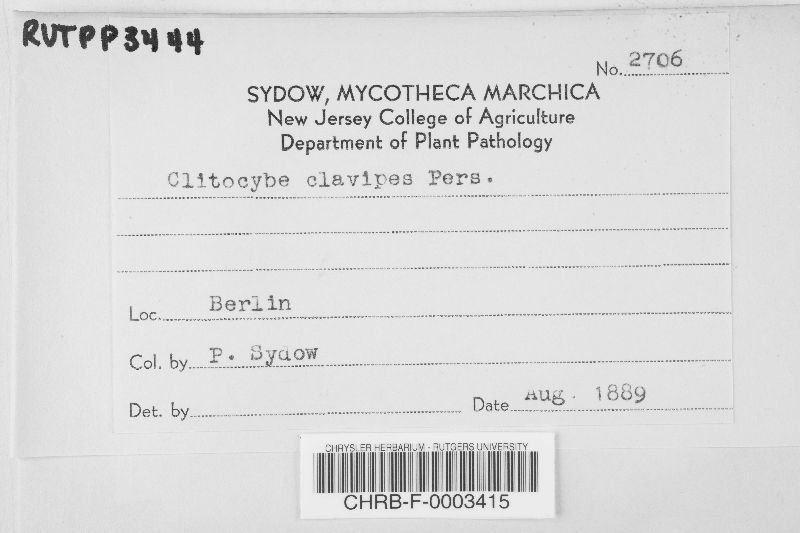 RUTPP3444
No. 2706
SYDOW, MYCOTHECA MARCHICA
New Jersey College of Agriculture
Department of Plant Pathology
Clitocybe clavipes Pers.
Loc. Berlin
Col. by P. Sydow
Det. by Date Aug. 1889
CHRYSLER HERBARIUM - RUTGERS UNIVERSITY
CHRB-F-0003415